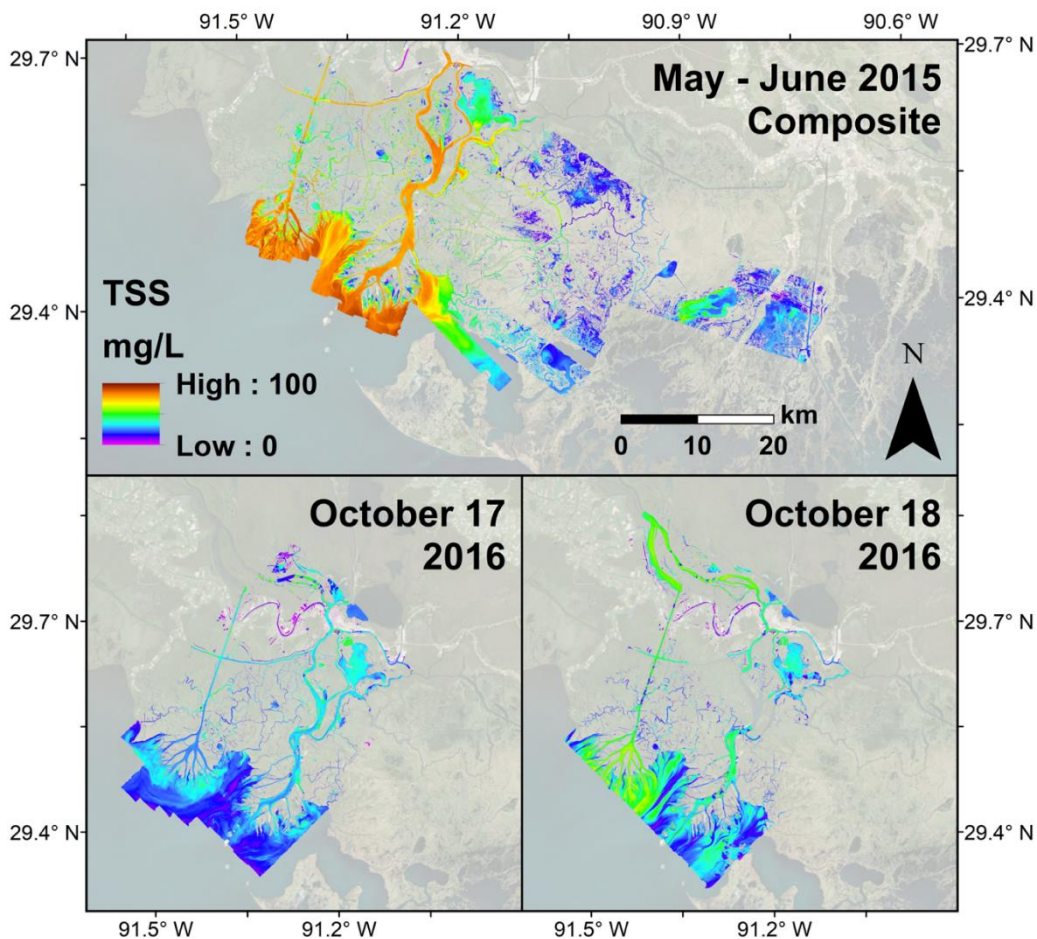 91.5° W 91.2° W 90.9° W 90.6° W
29.7° N 29.7° N
May - June 2015
Composite
TSS
mg/L
High : 100
Low : 0
29.4° N 29.4° N
N
km
0 10 20
October 17
2016
October 18
2016
29.7° N 29.7° N
29.4° N 29.4° N
91.5° W 91.2° W 91.5° W 91.2° W